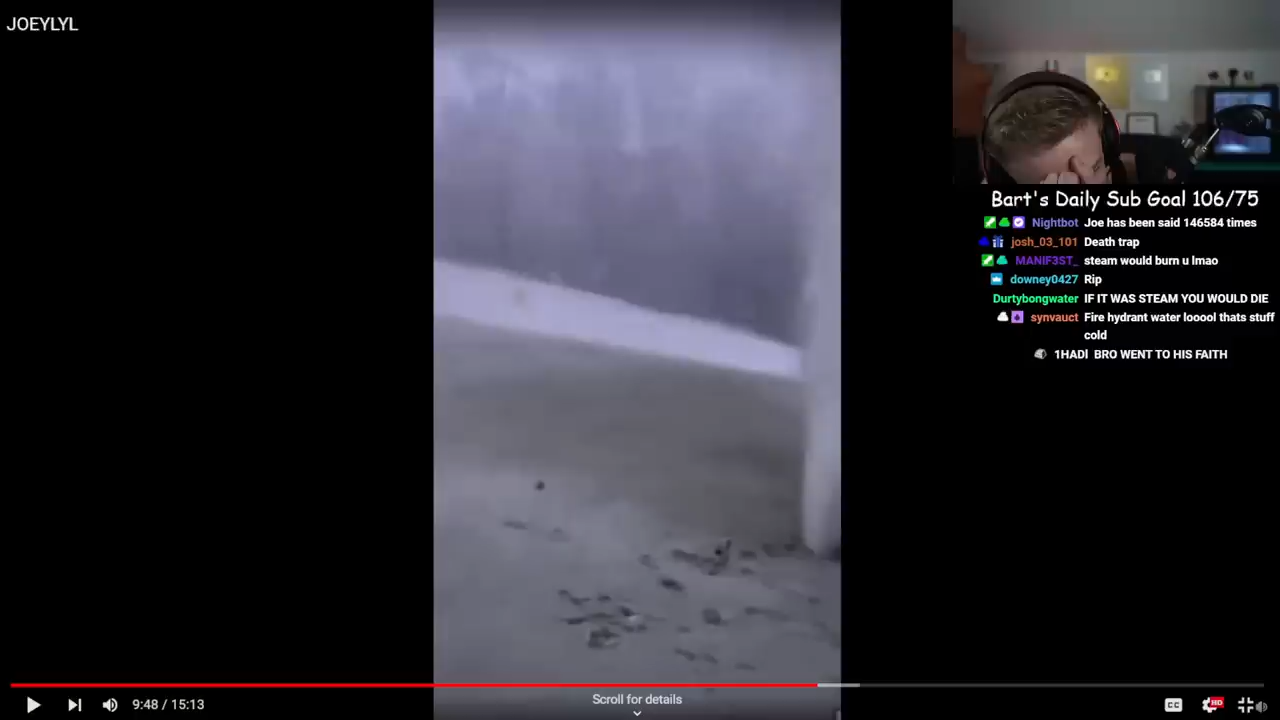 JOEYLYL
Bart's Daily Sub Goal 106/75
Nightbot Joe has been said 146584 times
josh_03_101 Death trap
MANIF3ST_ steam would burn u lmao
downey0427 Rip
Durtybongwater IF IT WAS STEAM YOU WOULD DIE
synvauct Fire hydrant water looool thats stuff
cold
1HADI BRO WENT TO HIS FAITH
Scroll for details
9:48 / 15:13
CC
HD